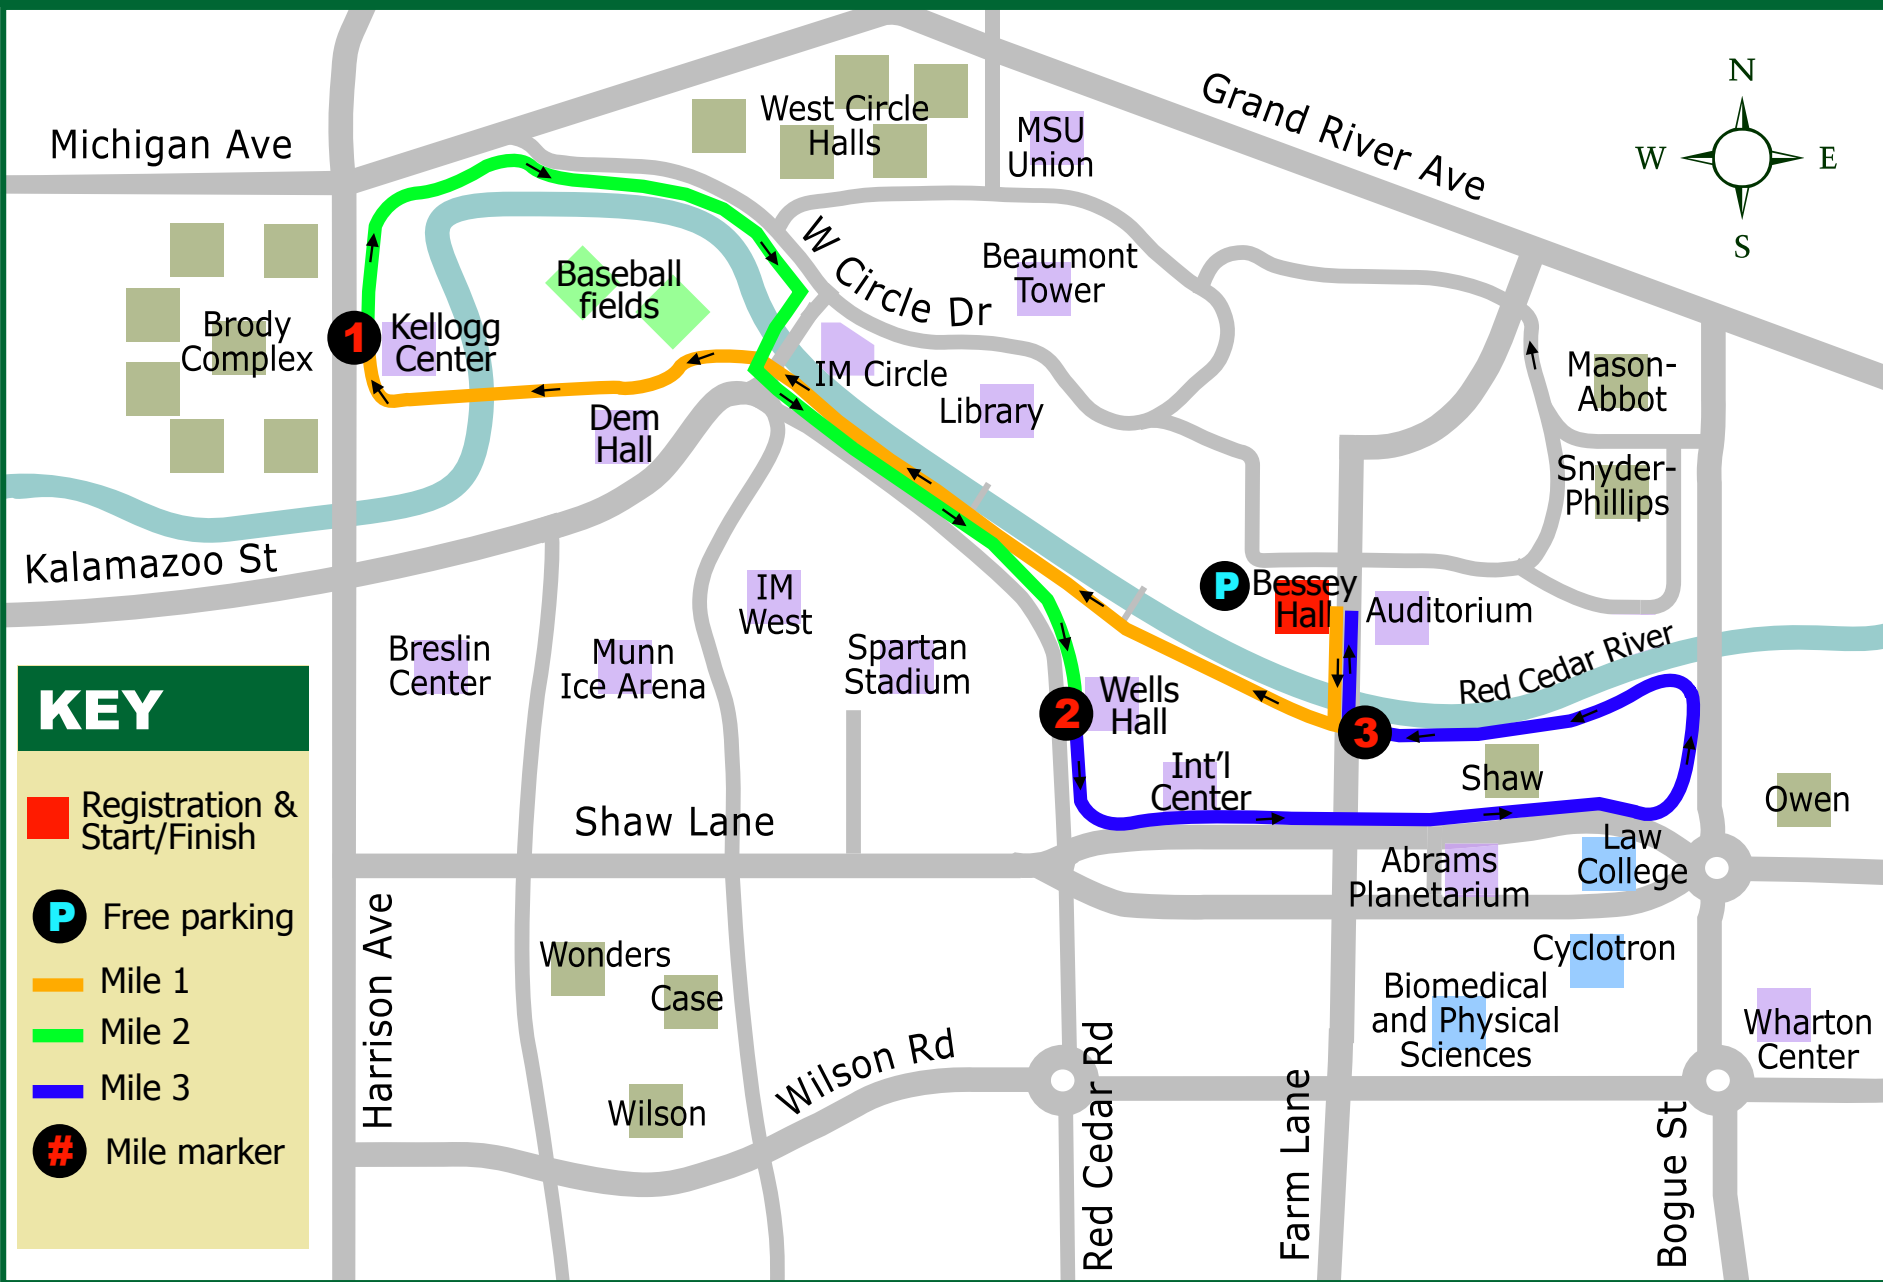 N
W
E
S
Michigan Ave
West Circle
Halls
MSU
Union
Grand River Ave
W Circle Dr
Beaumont
Tower
Baseball
fields
Brody
Complex
1
Kellogg
Center
IM Circle
Library
Dem
Hall
Mason-
Abbot
Snyder-
Phillips
Kalamazoo St
IM
West
P
Bessey
Hall
Auditorium
Red Cedar River
Breslin
Center
Munn
Ice Arena
Spartan
Stadium
2
Wells
Hall
3
Int'l
Center
Shaw
Owen
Shaw Lane
Law
College
Abrams
Planetarium
Cyclotron
Biomedical
and Physical
Sciences
Wharton
Center
Wonders
Case
Wilson
Wilson Rd
Harrison Ave
Red Cedar Rd
Farm Lane
Bogue St
KEY
Registration &
Start/Finish
P Free parking
Mile 1
Mile 2
Mile 3
# Mile marker